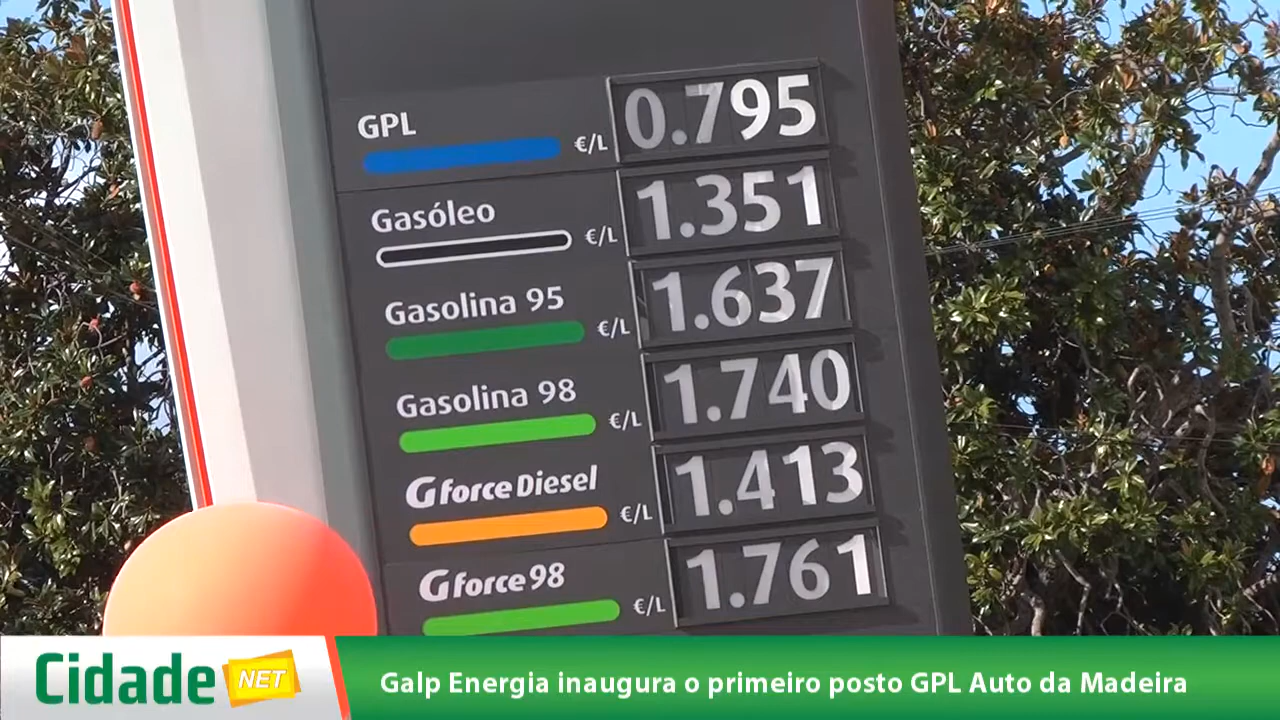 GPL €/L 0.795
Gasóleo €/L 1.351
Gasolina 95 €/L 1.637
Gasolina 98 €/L 1.740
G force Diesel €/L 1.413
G force 98 €/L 1.761
Cidade NET
Galp Energia inaugura o primeiro posto GPL Auto da Madeira